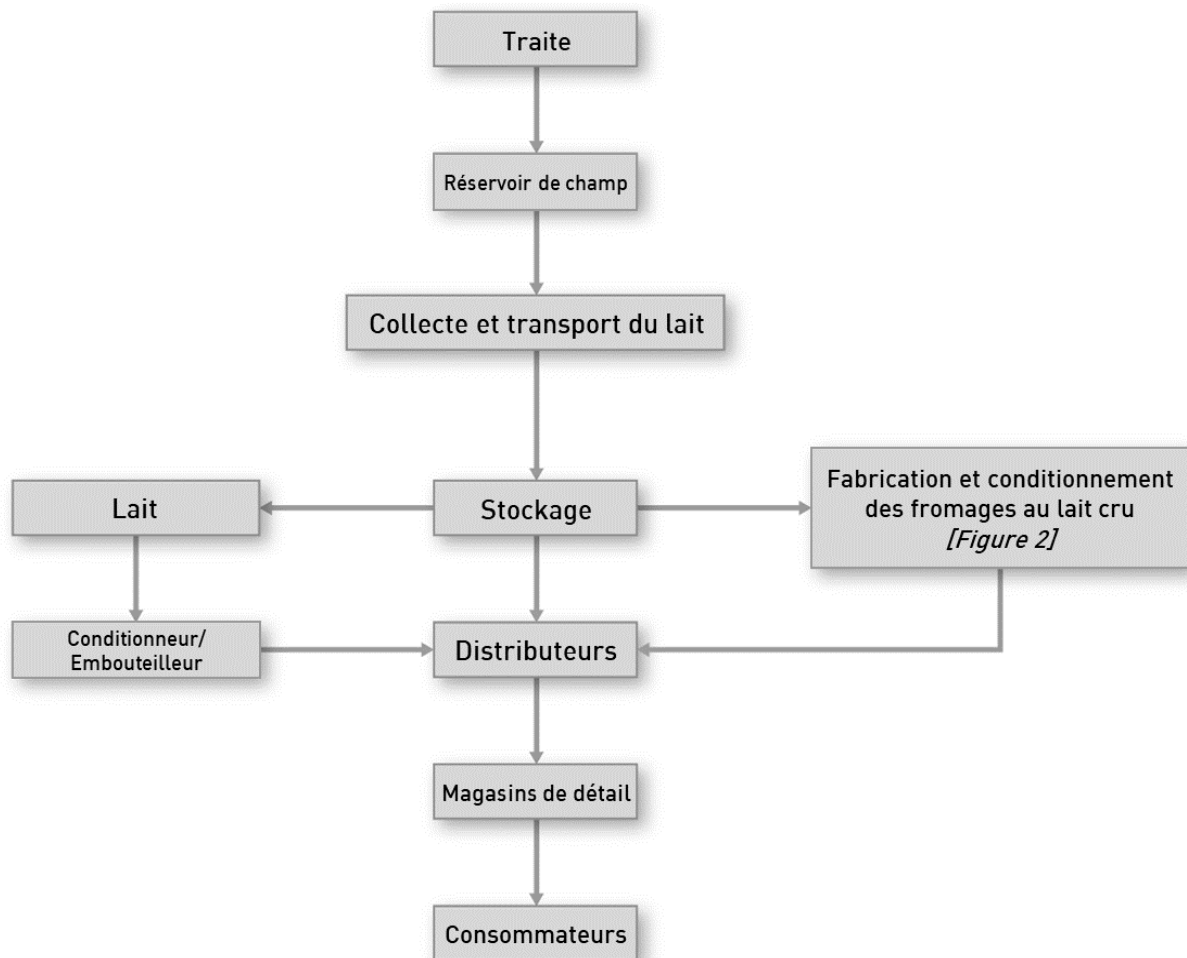 Traite
Réservoir de champ
Collecte et transport du lait
Lait
Stockage
Fabrication et conditionnement
des fromages au lait cru
[Figure 2]
Conditionneur/
Embouteilleur
Distributeurs
Magasins de détail
Consommateurs